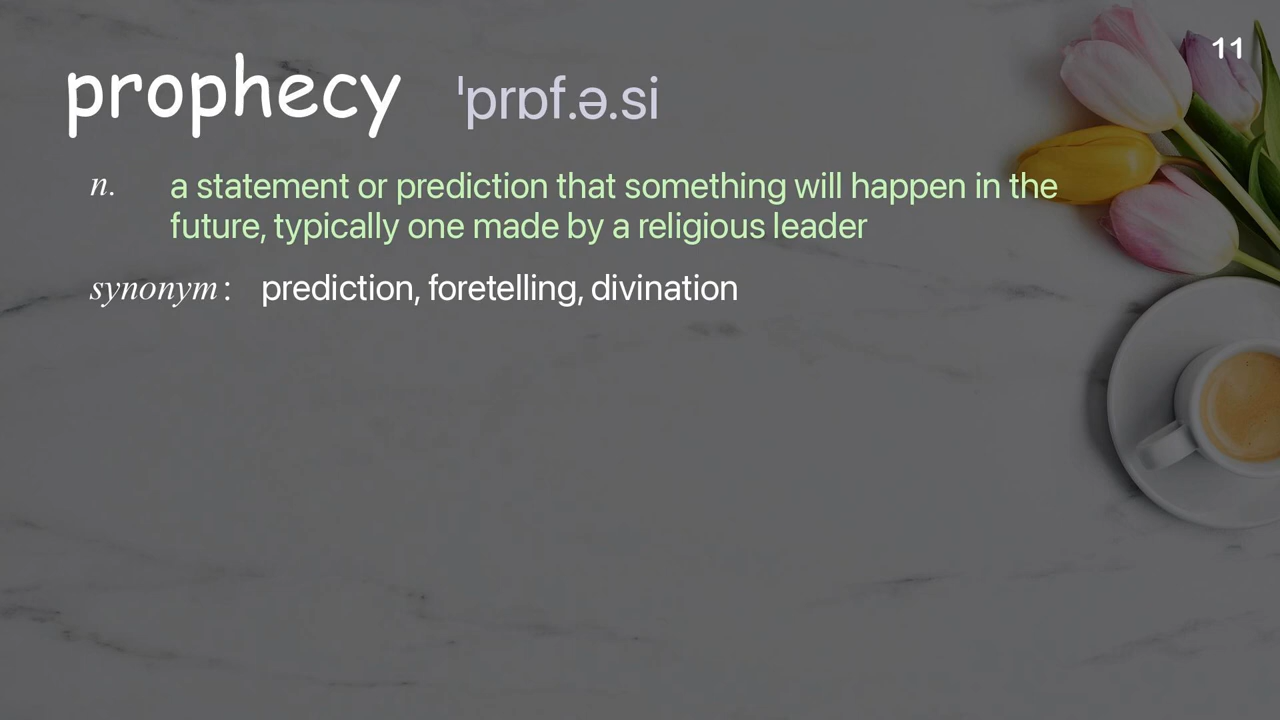 11
prophecy ˈprɒf.ə.si
n. a statement or prediction that something will happen in the
future, typically one made by a religious leader
synonym : prediction, foretelling, divination